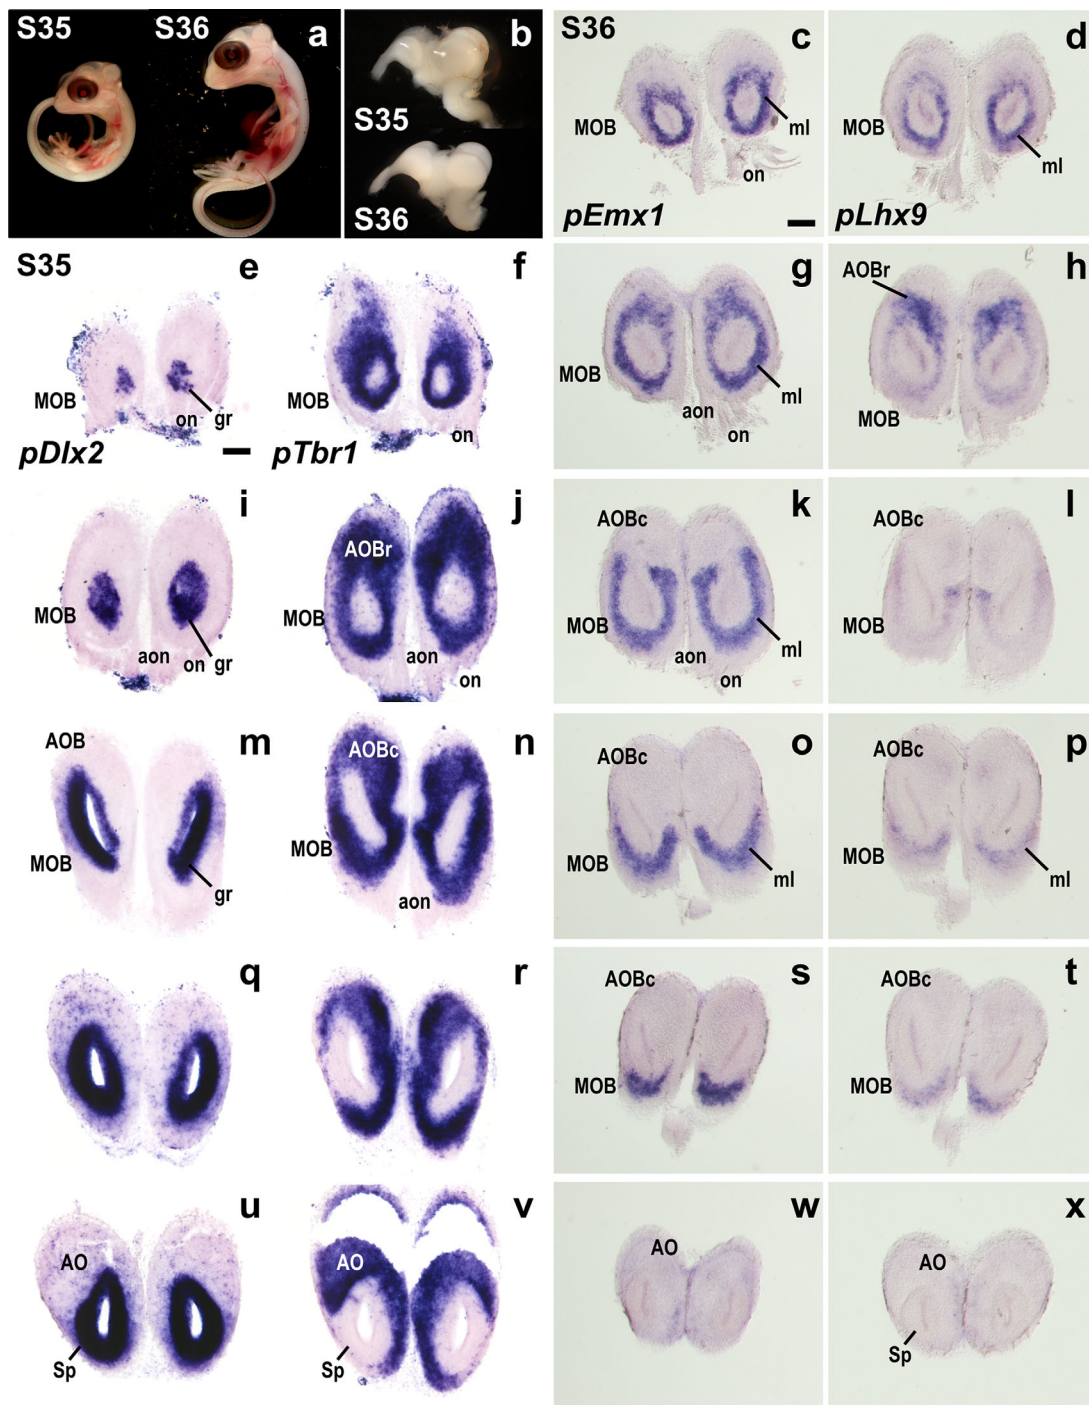 S35 S36 a
b
S35
S36
S36 c
MOB
ml
on
pEmx1
d
MOB
ml
pLhx9
S35 e
MOB
on gr
pDlx2
f
MOB
on
pTbr1
g
MOB
ml
aon
on
AOBr h
MOB
i
MOB
aon on gr
j
AOBr
MOB
aon
on
AOBc k
MOB
aon ml
on
AOBc l
AOB m
MOB
gr
AOBc n
MOB
aon
AOBc o
MOB
ml
AOBc p
MOB
ml
q
r
AOBc s
MOB
AOBc t
MOB
u
AO
Sp
v
AO
Sp
w
AO
x
AO
Sp